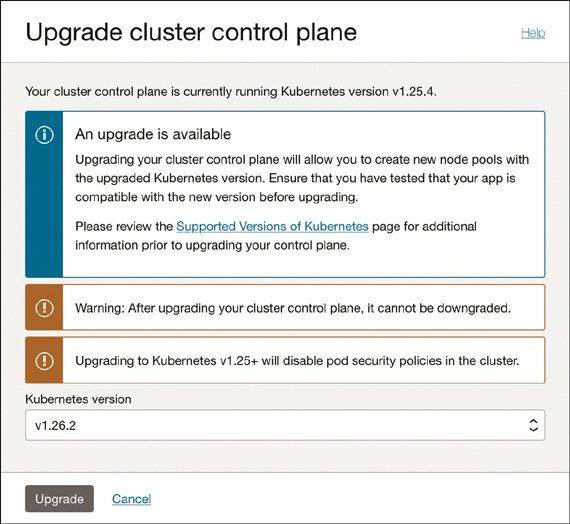 Upgrade cluster control plane
Help
Your cluster control plane is currently running Kubernetes version v1.25.4.
An upgrade is available
Upgrading your cluster control plane will allow you to create new node pools with
the upgraded Kubernetes version. Ensure that you have tested that your app is
compatible with the new version before upgrading.
Please review the Supported Versions of Kubernetes page for additional
information prior to upgrading your control plane.
Warning: After upgrading your cluster control plane, it cannot be downgraded.
Upgrading to Kubernetes v1.25+ will disable pod security policies in the cluster.
Kubernetes version
v1.26.2
Upgrade
Cancel